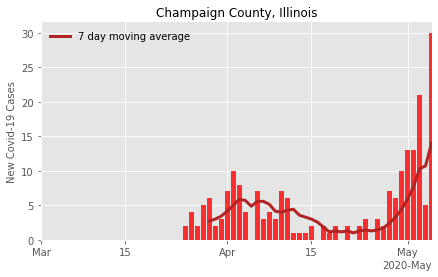 Champaign County, Illinois
7 day moving average
New Covid-19 Cases
30
25
20
15
10
5
0
Mar
15
Apr
15
May
2020-May